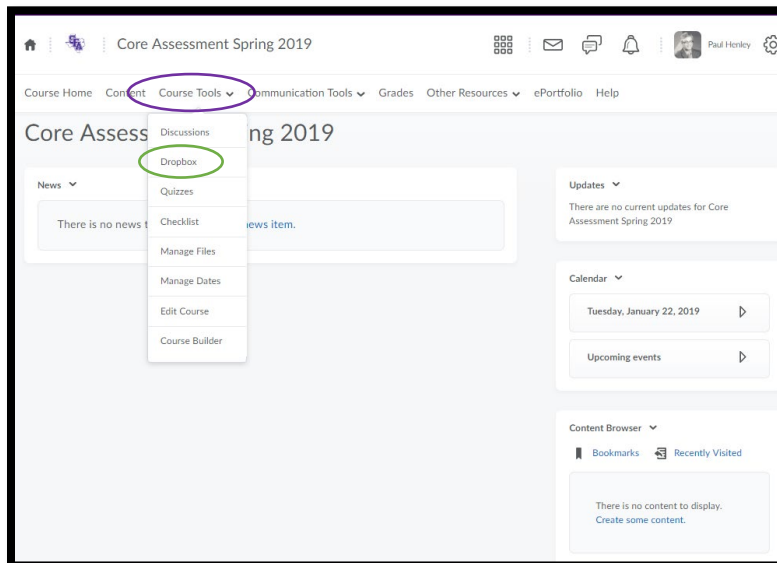 SFA
Core Assessment Spring 2019
Paul Henley
Course Home Content Course Tools Communication Tools Grades Other Resources ePortfolio Help
Core Assess ng 2019
Discussions
Dropbox
Quizzes
Checklist
Manage Files
Manage Dates
Edit Course
Course Builder
News
There is no news t ews item.
Updates
There are no current updates for Core
Assessment Spring 2019
Calendar
Tuesday, January 22, 2019
Upcoming events
Content Browser
Bookmarks Recently Visited
There is no content to display.
Create some content.